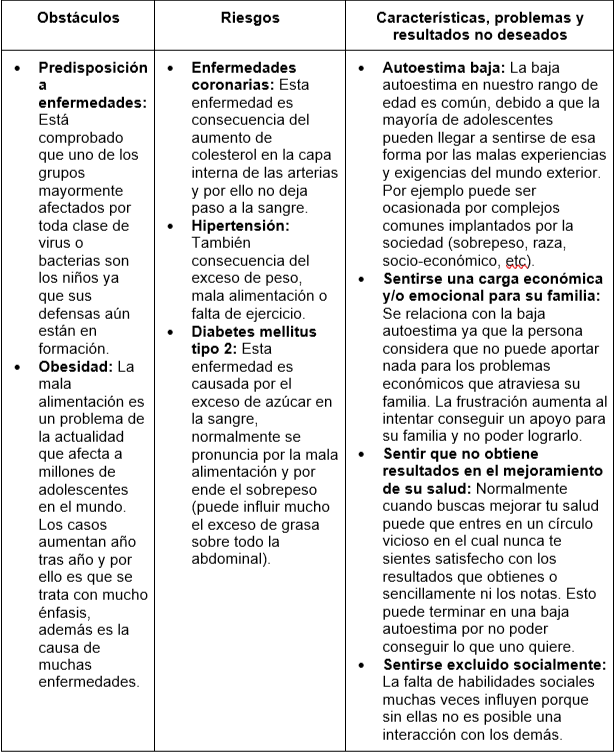 Obstáculos
Riesgos
Características, problemas y
resultados no deseados
• Predisposición
a
enfermedades:
Está
comprobado
que uno de los
grupos
mayormente
afectados por
toda clase de
virus o
bacterias son
los niños ya
que sus
defensas aún
están en
formación.
• Obesidad: La
mala
alimentación es
un problema de
la actualidad
que afecta a
millones de
adolescentes
en el mundo.
Los casos
aumentan año
tras año y por
ello es que se
trata con mucho
énfasis,
además es la
causa de
muchas
enfermedades.
• Enfermedades
coronarias: Esta
enfermedad es
consecuencia del
aumento de
colesterol en la capa
interna de las arterias
y por ello no deja
paso a la sangre.
• Hipertensión:
También
consecuencia del
exceso de peso,
mala alimentación o
falta de ejercicio.
• Diabetes mellitus
tipo 2: Esta
enfermedad es
causada por el
exceso de azúcar en
la sangre,
normalmente se
pronuncia por la mala
alimentación y por
ende el sobrepeso
(puede influir mucho
el exceso de grasa
sobre todo la
abdominal).
• Autoestima baja: La baja
autoestima en nuestro rango de
edad es común, debido a que la
mayoría de adolescentes
pueden llegar a sentirse de esa
forma por las malas experiencias
y exigencias del mundo exterior.
Por ejemplo puede ser
ocasionada por complejos
comunes implantados por la
sociedad (sobrepeso, raza,
socio-económico, etc).
• Sentirse una carga económica
y/o emocional para su familia:
Se relaciona con la baja
autoestima ya que la persona
considera que no puede aportar
nada para los problemas
económicos que atraviesa su
familia. La frustración aumenta al
intentar conseguir un apoyo para
su familia y no poder lograrlo.
• Sentir que no obtiene
resultados en el mejoramiento
de su salud: Normalmente
cuando buscas mejorar tu salud
puede que entres en un círculo
vicioso en el cual nunca te
sientes satisfecho con los
resultados que obtienes o
sencillamente ni los notas. Esto
puede terminar en una baja
autoestima por no poder
conseguir lo que uno quiere.
• Sentirse excluido socialmente:
La falta de habilidades sociales
muchas veces influyen porque
sin ellas no es posible una
interacción con los demás.